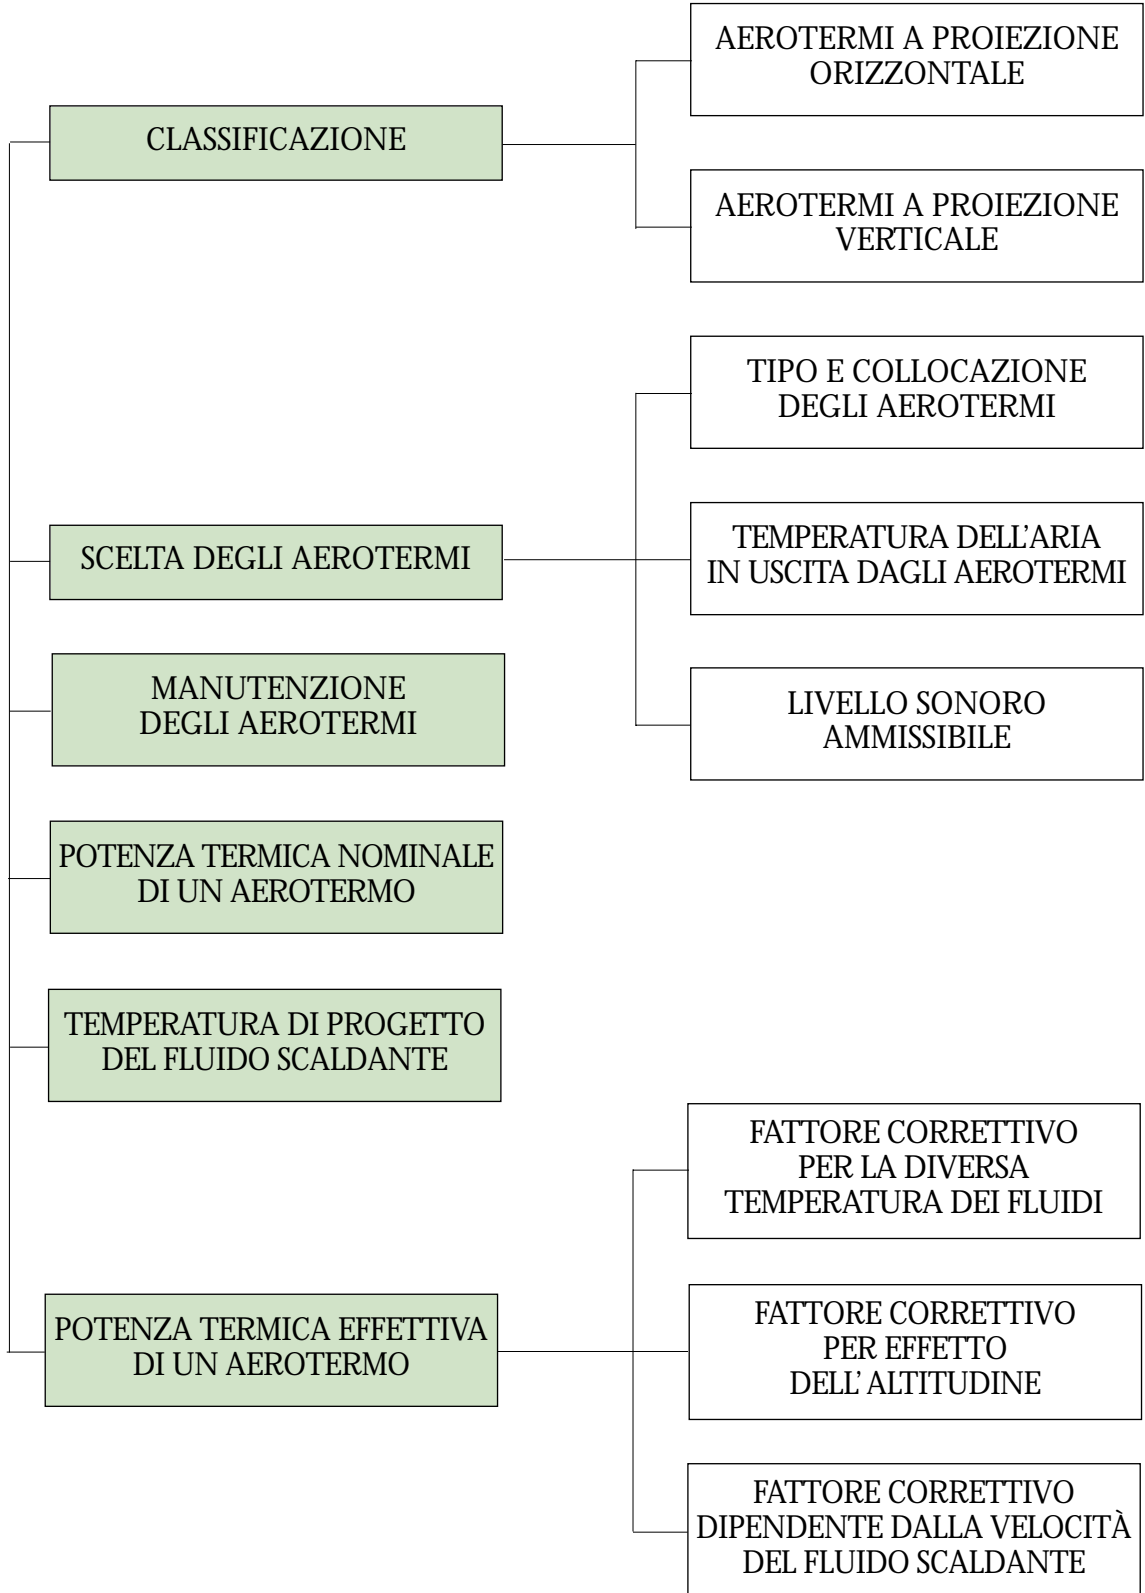 CLASSIFICAZIONE
AEROTERMI A PROIEZIONE
ORIZZONTALE
AEROTERMI A PROIEZIONE
VERTICALE
SCELTA DEGLI AEROTERMI
TIPO E COLLOCAZIONE
DEGLI AEROTERMI
TEMPERATURA DELL'ARIA
IN USCITA DAGLI AEROTERMI
LIVELLO SONORO
AMMISSIBILE
MANUTENZIONE
DEGLI AEROTERMI
POTENZA TERMICA NOMINALE
DI UN AEROTERMO
TEMPERATURA DI PROGETTO
DEL FLUIDO SCALDANTE
POTENZA TERMICA EFFETTIVA
DI UN AEROTERMO
FATTORE CORRETTIVO
PER LA DIVERSA
TEMPERATURA DEI FLUIDI
FATTORE CORRETTIVO
PER EFFETTO
DELL'ALTITUDINE
FATTORE CORRETTIVO
DIPENDENTE DALLA VELOCITÀ
DEL FLUIDO SCALDANTE